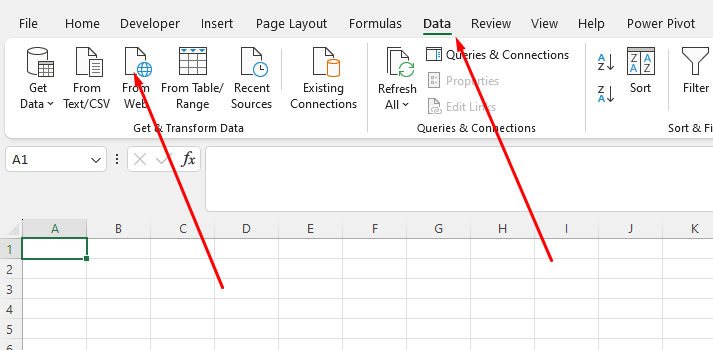 File Home Developer Insert Page Layout Formulas Data Review View Help Power Pivot
Get Data From Text/CSV From Web From Table/ Range Recent Sources Existing Connections Refresh All Queries & Connections Properties Edit Links A Z Z A Z A A Z Sort Filter
Get & Transform Data Queries & Connections Sort & Fi
A1 fx
A B C D E F G H I J K
1
2
3
4
5
6